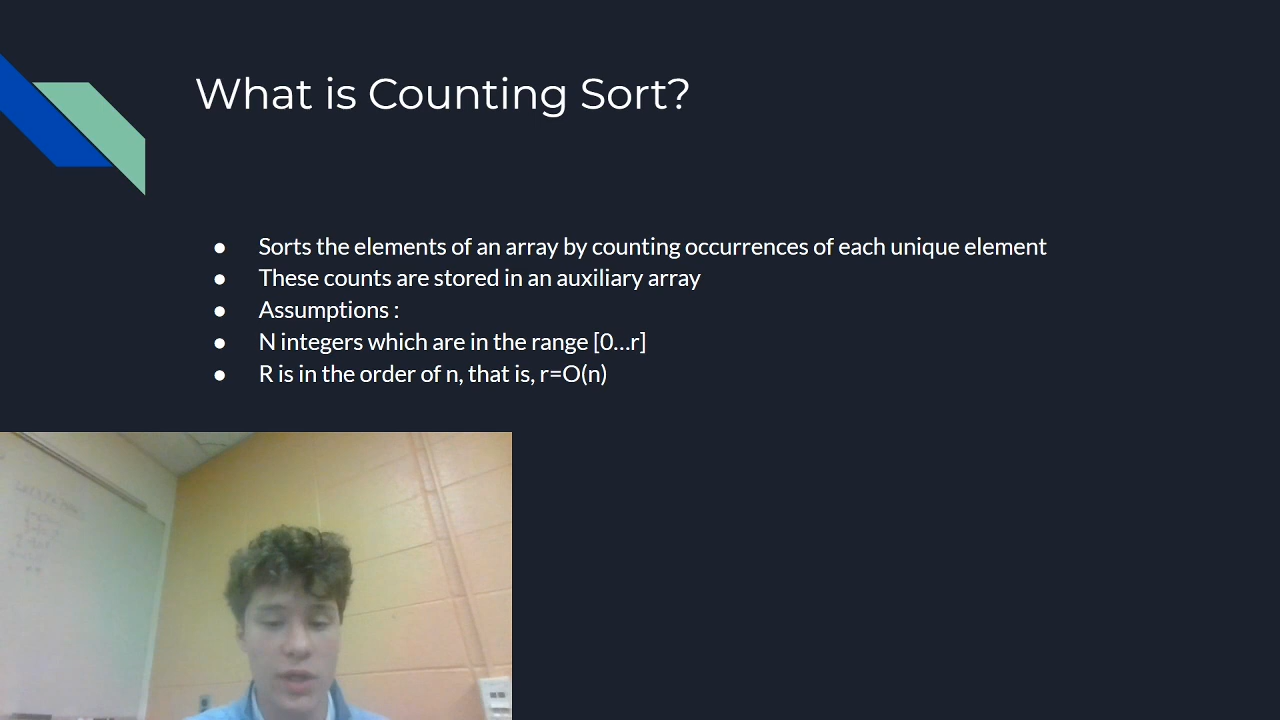 What is Counting Sort?
● Sorts the elements of an array by counting occurrences of each unique element
● These counts are stored in an auxiliary array
● Assumptions :
● N integers which are in the range [0...r]
● R is in the order of n, that is, r=O(n)